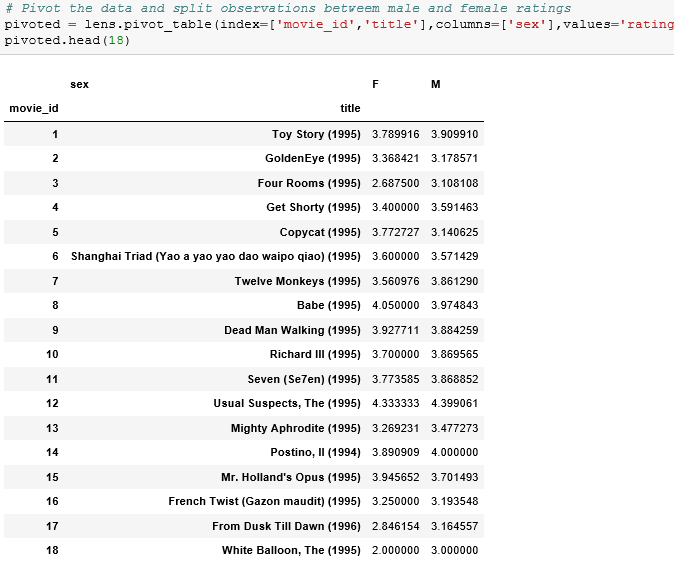 # Pivot the data and split observations betweem male and female ratings
pivoted = lens.pivot_table(index=['movie_id','title'],columns=['sex'],values='rating
pivoted.head(18)
sex F M
movie_id title
1 Toy Story (1995) 3.789916 3.909910
2 GoldenEye (1995) 3.368421 3.178571
3 Four Rooms (1995) 2.687500 3.108108
4 Get Shorty (1995) 3.400000 3.591463
5 Copycat (1995) 3.772727 3.140625
6 Shanghai Triad (Yao a yao yao dao waipo qiao) (1995) 3.600000 3.571429
7 Twelve Monkeys (1995) 3.560976 3.861290
8 Babe (1995) 4.050000 3.974843
9 Dead Man Walking (1995) 3.927711 3.884259
10 Richard III (1995) 3.700000 3.869565
11 Seven (Se7en) (1995) 3.773585 3.868852
12 Usual Suspects, The (1995) 4.333333 4.399061
13 Mighty Aphrodite (1995) 3.269231 3.477273
14 Postino, Il (1994) 3.890909 4.000000
15 Mr. Holland's Opus (1995) 3.945652 3.701493
16 French Twist (Gazon maudit) (1995) 3.250000 3.193548
17 From Dusk Till Dawn (1996) 2.846154 3.164557
18 White Balloon, The (1995) 2.000000 3.000000